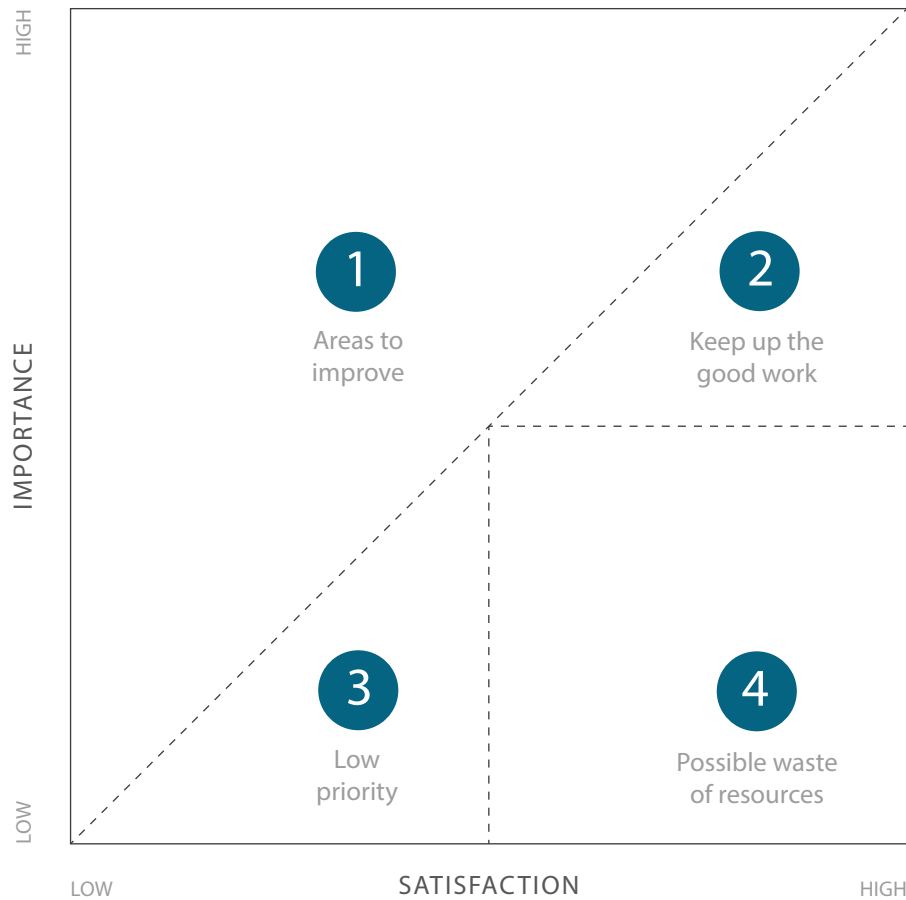 HIGH
1
2
Areas to
improve
Keep up the
good work
IMPORTANCE
3
4
Low
priority
Possible waste
of resources
LOW
LOW
SATISFACTION
HIGH